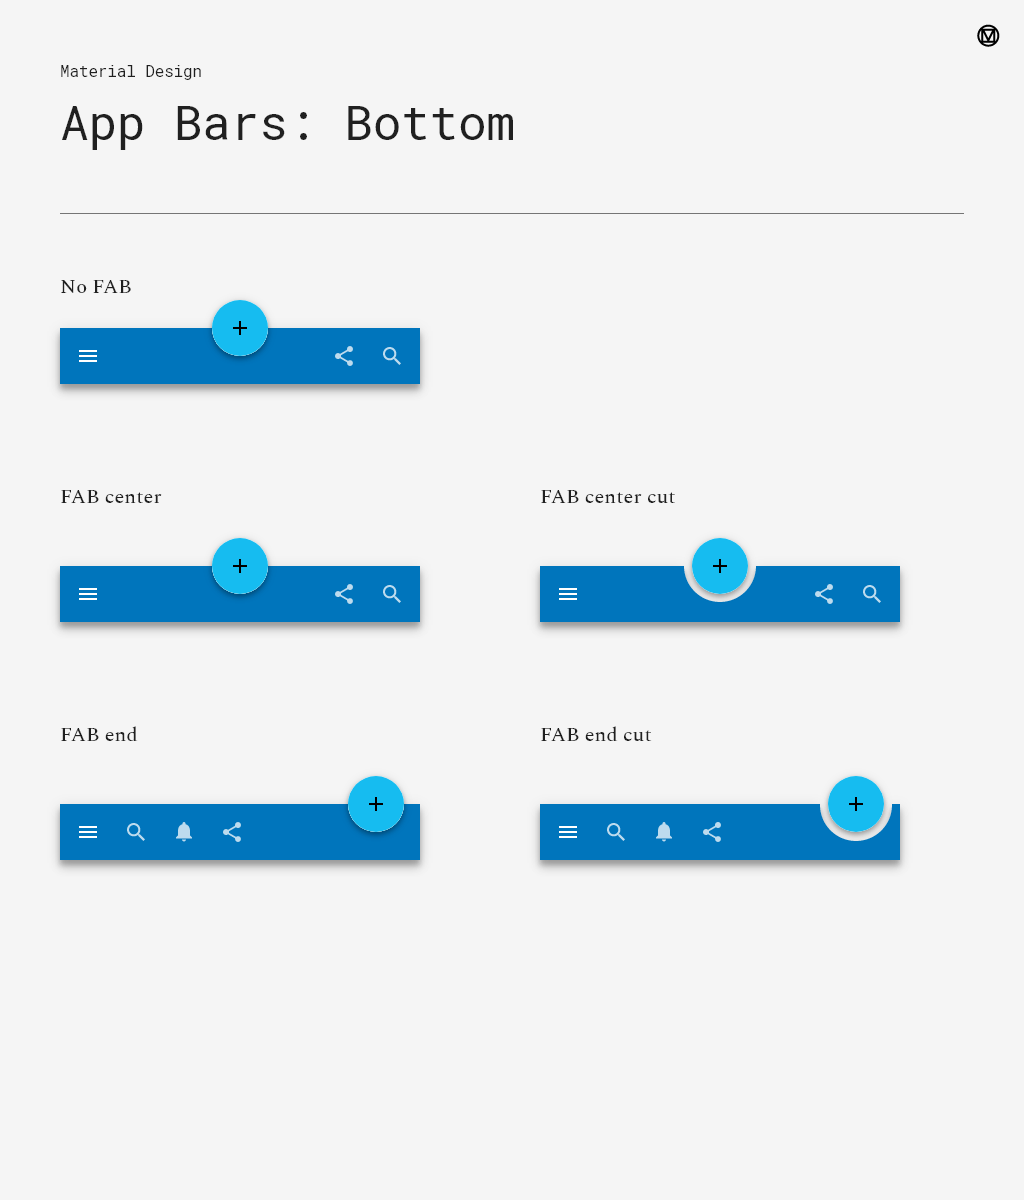 Material Design
App Bars: Bottom
No FAB
FAB center
FAB center cut
FAB end
FAB end cut